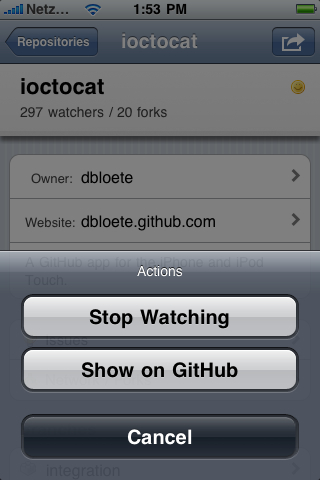 Netz... 1:53 PM
Repositories ioctocat
ioctocat
297 watchers / 20 forks
Owner: dbloete
Website: dbloete.github.com
A GitHub app for the iPhone and iPod
Touch.
Actions
Stop Watching
issues
Show on GitHub
Cancel
integration